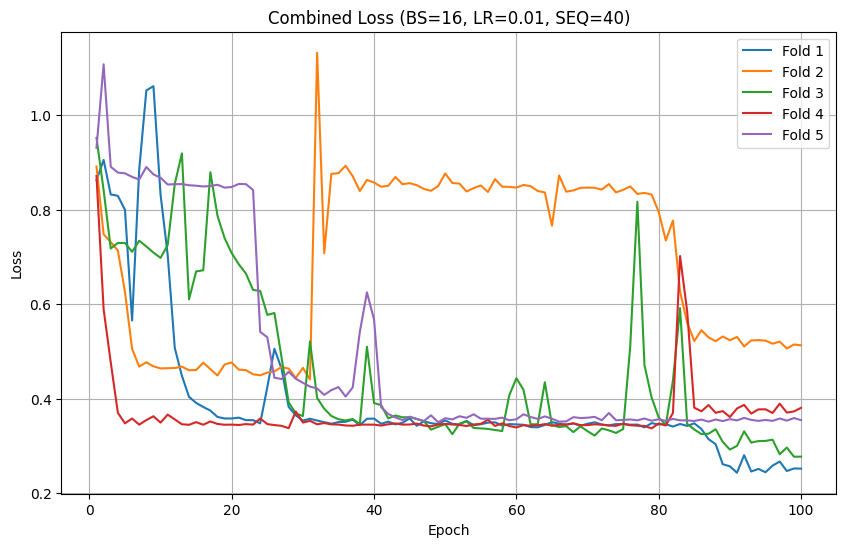 Combined Loss (BS=16, LR=0.01, SEQ=40)
Fold 1
Fold 2
Fold 3
Fold 4
Fold 5
Loss
1.0
0.8
0.6
0.4
0.2
0 20 40 60 80 100
Epoch